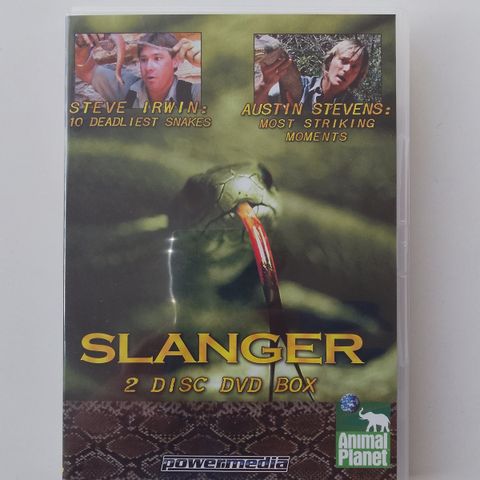 STEVE IRWIN:
10 DEADLIEST SNAKES
AUSTIN STEVENS:
MOST STRIKING
MOMENTS
SLANGER
2 DISC DVD BOX
powermedia
Animal
Planet